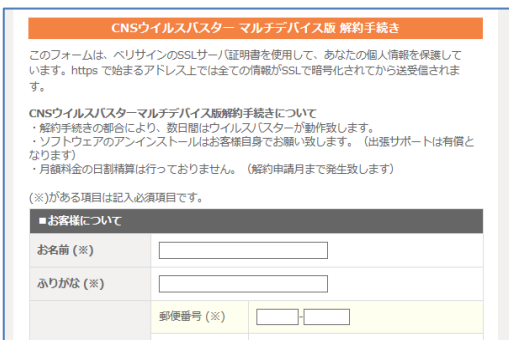 CNSウイルスバスター マルチデバイス版 解約手続き
このフォームは、ベリサインのSSLサーバ証明書を使用して、あなたの個人情報を保護して
います。https で始まるアドレス上では全ての情報がSSLで暗号化されてから送受信されま
す。
CNSウイルスバスターマルチデバイス版解約手続きについて
・解約手続きの都合により、数日間はウイルスバスターが動作致します。
・ソフトウェアのアンインストールはお客様自身でお願い致します。（出張サポートは有償と
なります）
・月額料金の日割精算は行っておりません。（解約申請月まで発生致します）
(※)がある項目は記入必須項目です。
■お客様について
お名前 (※)
ふりがな (※)
郵便番号 (※) -